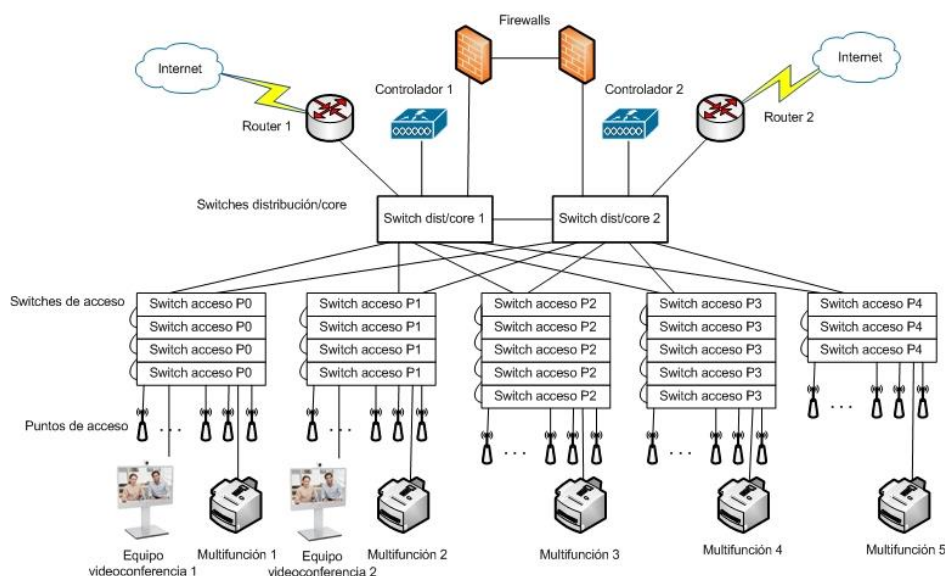 Firewalls
Internet
Internet
Controlador 1
Controlador 2
Router 1
Router 2
Switches distribución/core
Switch dist/core 1
Switch dist/core 2
Switches de acceso
Switch acceso P0
Switch acceso P1
Switch acceso P2
Switch acceso P3
Switch acceso P4
Switch acceso P0
Switch acceso P1
Switch acceso P2
Switch acceso P3
Switch acceso P4
Switch acceso P0
Switch acceso P1
Switch acceso P2
Switch acceso P3
Switch acceso P4
Switch acceso P0
Switch acceso P1
Switch acceso P2
Switch acceso P3
Switch acceso P2
Switch acceso P3
Puntos de acceso
. . .
. . .
. . .
. . .
. . .
Equipo
videoconferencia 1
Multifunción 1
Equipo
videoconferencia 2
Multifunción 2
Multifunción 3
Multifunción 4
Multifunción 5